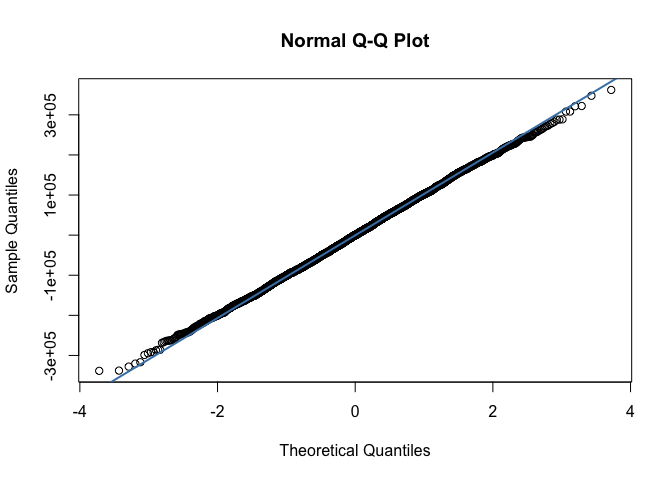 Normal Q-Q Plot
Sample Quantiles
3e+05
1e+05
-1e+05
-3e+05
-4
-2
0
2
4
Theoretical Quantiles